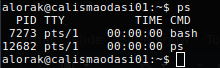 alorak@calismaodasi01:~$ ps
  PID TTY          TIME CMD
 7273 pts/1    00:00:00 bash
12682 pts/1    00:00:00 ps
alorak@calismaodasi01:~$